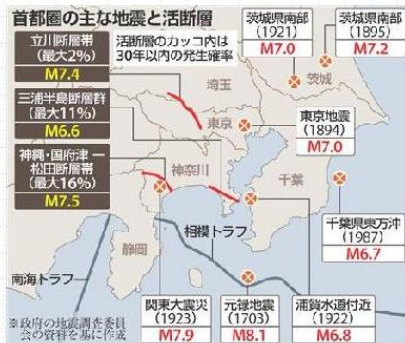 首都圏の主な地震と活断層
立川断層帯
(最大2%)
M7.4
活断層のカッコ内は
30年以内の発生確率
茨城県南部
(1921)
M7.0
茨城県南部
(1895)
M7.2
三浦半島断層群
(最大11%)
M6.6
埼玉
茨城
東京
東京地震
(1894)
M7.0
神縄・国府津-
松田断層帯
(最大16%)
M7.5
神奈川
千葉
千葉県東方沖
(1987)
M6.7
静岡
相模トラフ
南海トラフ
関東大震災
(1923)
M7.9
元禄地震
(1703)
M8.1
浦賀水道付近
(1922)
M6.8
※政府の地震調査委員
会の資料を基に作成